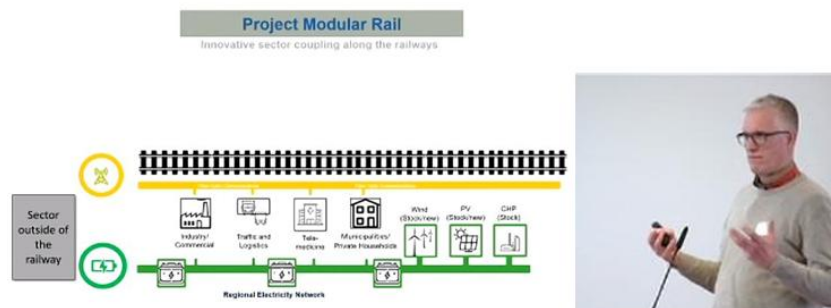 Project Modular Rail
Innovative sector coupling along the railways
Sector
outside of
the
railway
Industry/
Commercial
Traffic and
Logistics
Tele-
medicine
Municipalities/
Private Households
Wind
(Stock/new)
PV
(Stock/new)
CHP
(Stock)
Regional Electricity Network